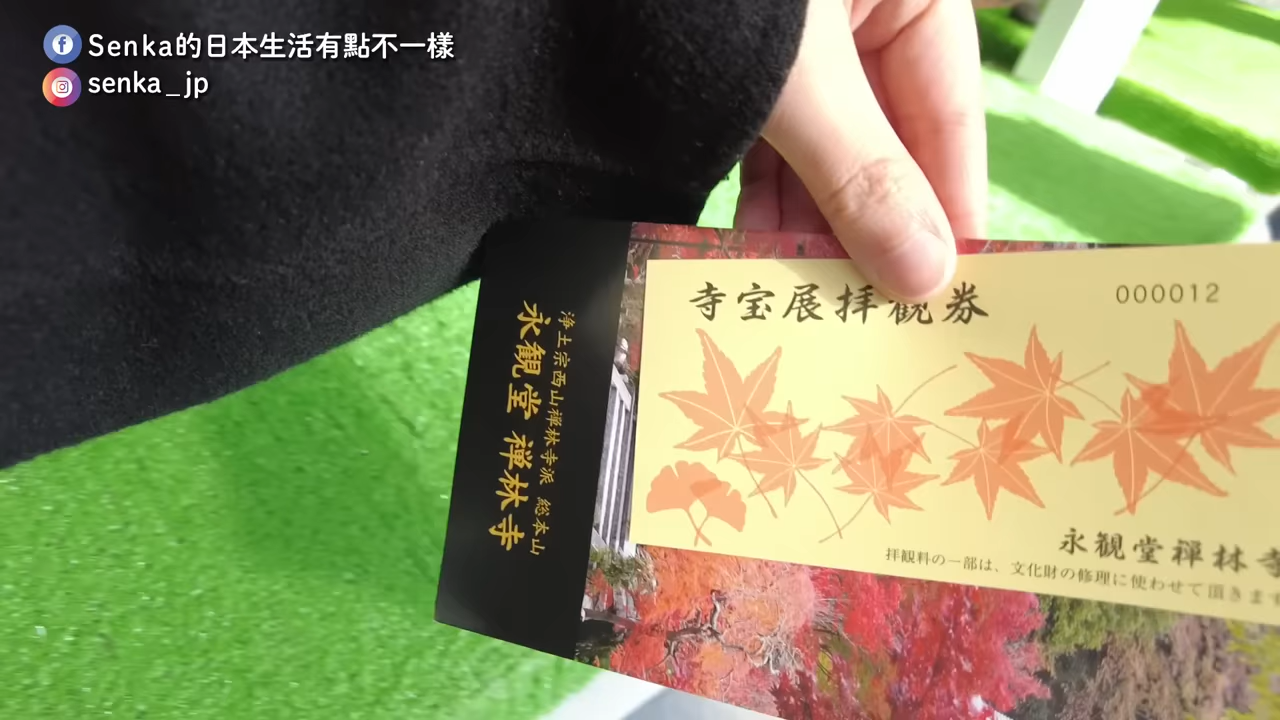 Senka的日本生活有點不一樣
senka_jp
寺宝展拝観券
000012
浄土宗西山禅林寺派 総本山
永観堂 禅林寺
永観堂禅林寺
拝観料の一部は、文化財の修理に使わせて頂きます